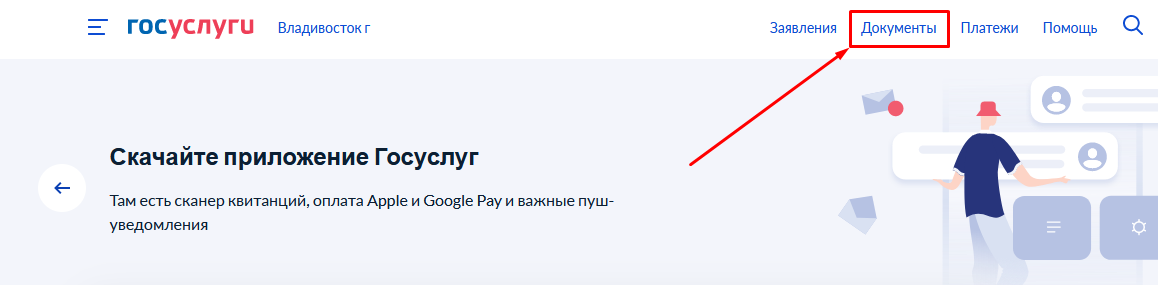 госуслуги Владивосток г Заявления Документы Платежи Помощь
Скачайте приложение Госуслуг
Там есть сканер квитанций, оплата Apple и Google Pay и важные пуш-
уведомления